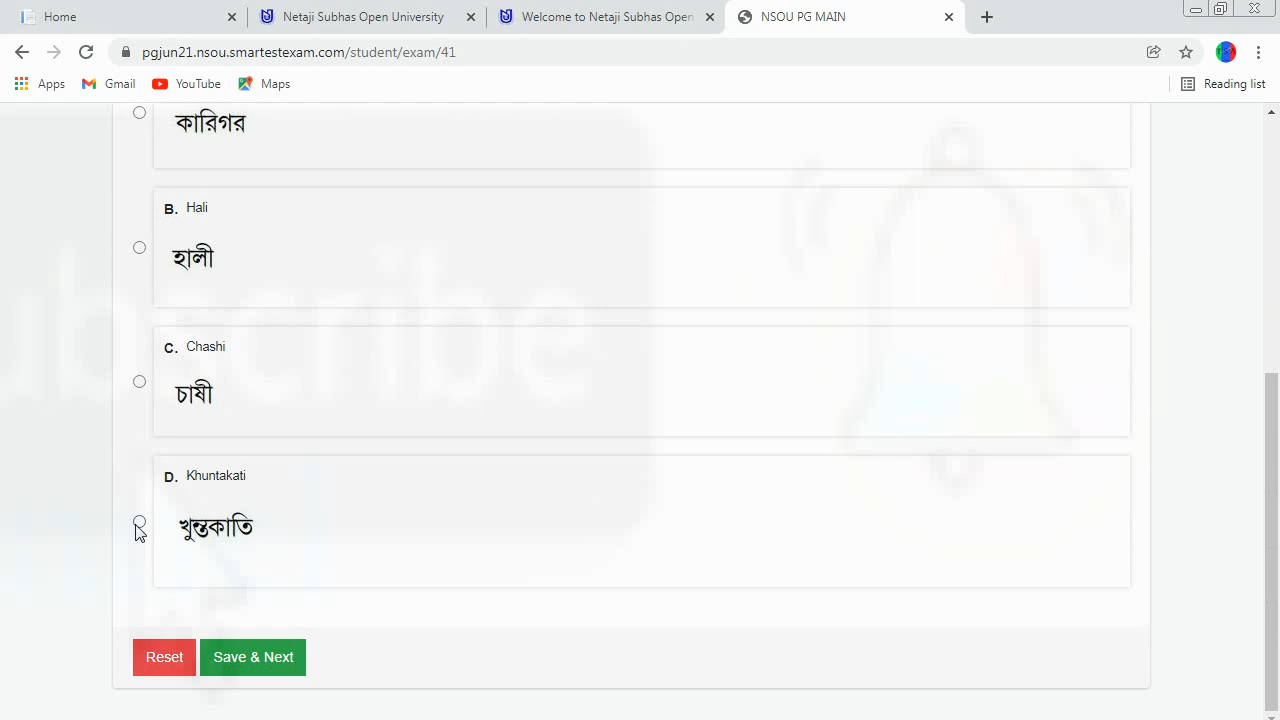 Home
Netaji Subhas Open University
Welcome to Netaji Subhas Open
NSOU PG MAIN
pgjun21.nsou.smartestexam.com/student/exam/41
Apps
Gmail
YouTube
Maps
Reading list
কারিগর
B. Hali
হালী
C. Chashi
চাষী
D. Khuntakati
খুন্তকাতি
ubscribe
Reset
Save & Next